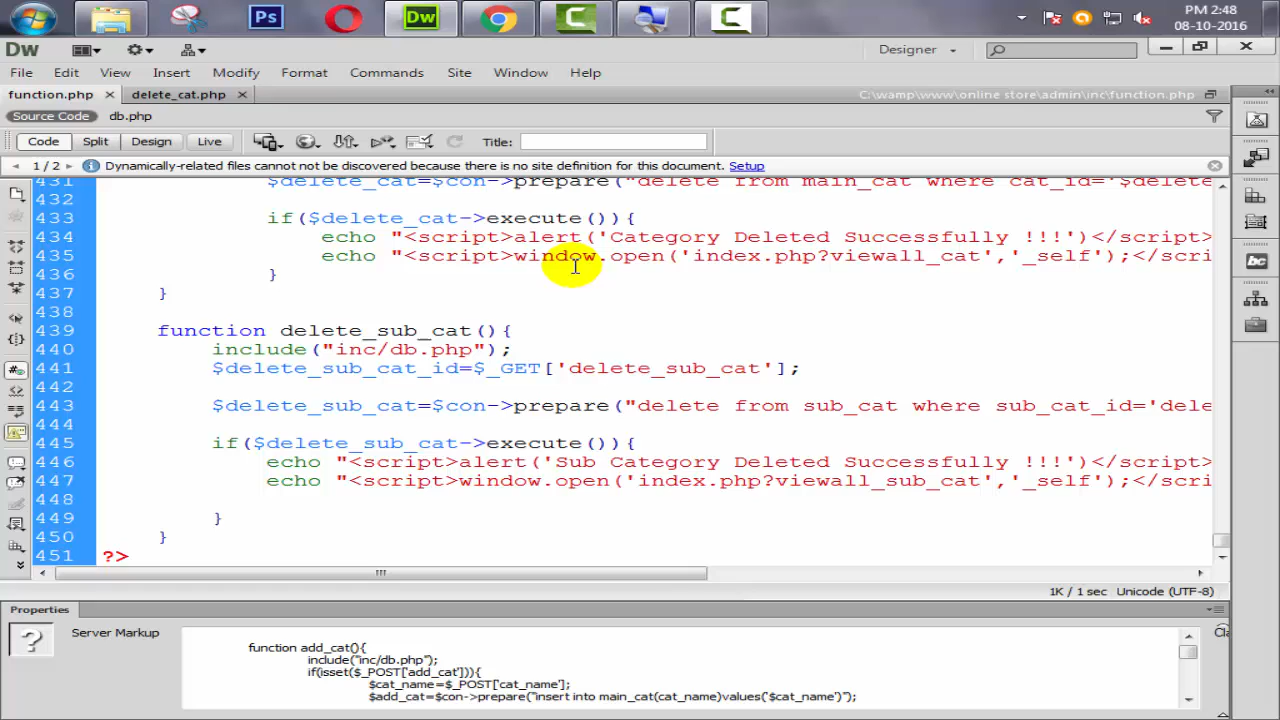 Ps
Dw
PM 2:48
08-10-2016
Dw
Designer
File Edit View Insert Modify Format Commands Site Window Help
function.php × delete_cat.php ×
C:\wamp\www\online store\admin\inc\function.php
Source Code db.php
Code Split Design Live Title:
1 / 2 Dynamically-related files cannot not be discovered because there is no site definition for this document. Setup
431 $delete_cat=$con->prepare("delete from main_cat where cat_id='$delete
432
433 if($delete_cat->execute()){
434 echo "<script>alert('Category Deleted Successfully !!!')</script>
435 echo "<script>window.open('index.php?viewall_cat','_self');</scri
436 }
437 }
438
439 function delete_sub_cat(){
440 include("inc/db.php");
441 $delete_sub_cat_id=$_GET['delete_sub_cat'];
442
443 $delete_sub_cat=$con->prepare("delete from sub_cat where sub_cat_id='dele
444
445 if($delete_sub_cat->execute()){
446 echo "<script>alert('Sub Category Deleted Successfully !!!')</script>
447 echo "<script>window.open('index.php?viewall_sub_cat','_self');</scri
448
449 }
450 }
451 ?>
1K / 1 sec Unicode (UTF-8)
Properties
Server Markup
function add_cat(){
include("inc/db.php");
if(isset($_POST['add_cat'])){
$cat_name=$_POST['cat_name'];
$add_cat=$con->prepare("insert into main_cat(cat_name)values('$cat_name')");